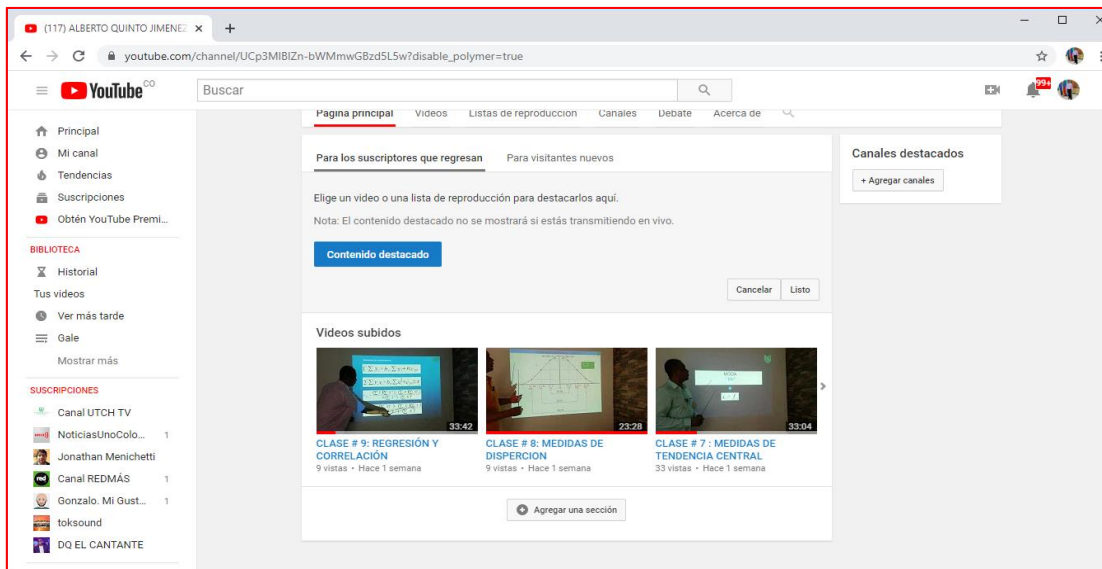 (117) ALBERTO QUINTO JIMENEZ
youtube.com/channel/UCp3MIBIZn-bWMmwGBzd5L5w?disable_polymer=true
YouTube CO
Buscar
99+
Página principal Videos Listas de reproducción Canales Debate Acerca de
Principal
Mi canal
Tendencias
Suscripciones
Obtén YouTube Premi...
BIBLIOTECA
Historial
Tus videos
Ver más tarde
Gale
Mostrar más
SUSCRIPCIONES
Canal UTCH TV
NoticiasUnoColo... 1
Jonathan Menichetti
Canal REDMÁS 1
Gonzalo. Mi Gust... 1
toksound
DQ EL CANTANTE
Para los suscriptores que regresan Para visitantes nuevos
Elige un video o una lista de reproducción para destacarlos aquí.
Nota: El contenido destacado no se mostrará si estás transmitiendo en vivo.
Contenido destacado
Cancelar Listo
Videos subidos
33:42
CLASE # 9: REGRESIÓN Y
CORRELACIÓN
9 vistas • Hace 1 semana
23:28
CLASE # 8: MEDIDAS DE
DISPERCION
9 vistas • Hace 1 semana
MODA
33:04
CLASE # 7 : MEDIDAS DE
TENDENCIA CENTRAL
33 vistas • Hace 1 semana
Agregar una sección
Canales destacados
+ Agregar canales